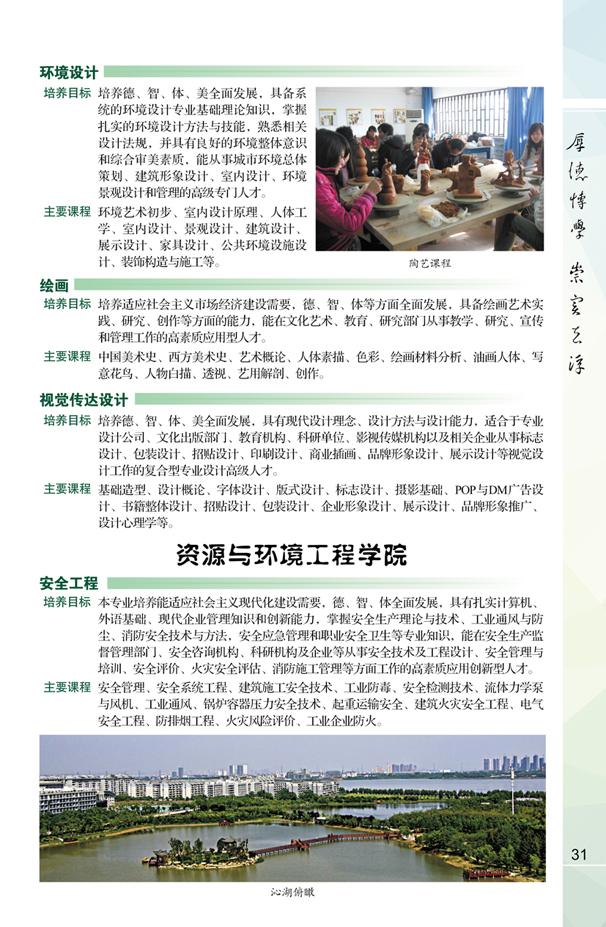 环境设计
培养目标 培养德、智、体、美全面发展，具备系
统的环境设计专业基础理论知识，掌握
扎实的环境设计方法与技能，熟悉相关
设计法规，并具有良好的环境整体意识
和综合审美素质，能从事城市环境总体
策划、建筑形象设计、室内设计、环境
景观设计和管理的高级专门人才。
主要课程 环境艺术初步、室内设计原理、人体工
学、室内设计、景观设计、建筑设计、
展示设计、家具设计、公共环境设施设
计、装饰构造与施工等。
陶艺课程
绘画
培养目标 培养适应社会主义市场经济建设需要，德、智、体等方面全面发展，具备绘画艺术实
践、研究、创作等方面的能力，能在文化艺术、教育、研究部门从事教学、研究、宣传
和管理工作的高素质应用型人才。
主要课程 中国美术史、西方美术史、艺术概论、人体素描、色彩、绘画材料分析、油画人体、写
意花鸟、人物白描、透视、艺用解剖、创作。
视觉传达设计
培养目标 培养德、智、体、美全面发展，具有现代设计理念、设计方法与设计能力，适合于专业
设计公司、文化出版部门、教育机构、科研单位、影视传媒机构以及相关企业从事标志
设计、包装设计、招贴设计、印刷设计、商业插画、品牌形象设计、展示设计等视觉设
计工作的复合型专业设计高级人才。
主要课程 基础造型、设计概论、字体设计、版式设计、标志设计、摄影基础、POP与DM广告设
计、书籍整体设计、招贴设计、包装设计、企业形象设计、展示设计、品牌形象推广、
设计心理学等。
资源与环境工程学院
安全工程
培养目标 本专业培养能适应社会主义现代化建设需要，德、智、体全面发展，具有扎实计算机、
外语基础、现代企业管理知识和创新能力，掌握安全生产理论与技术、工业通风与防
尘、消防安全技术与方法，安全应急管理和职业安全卫生等专业知识，能在安全生产监
督管理部门、安全咨询机构、科研机构及企业等从事安全技术及工程设计、安全管理与
培训、安全评价、火灾安全评估、消防施工管理等方面工作的高素质应用创新型人才。
主要课程 安全管理、安全系统工程、建筑施工安全技术、工业防毒、安全检测技术、流体力学泵
与风机、工业通风、锅炉容器压力安全技术、起重运输安全、建筑火灾安全工程、电气
安全工程、防排烟工程、火灾风险评价、工业企业防火。
沁湖俯瞰
厚德博学 崇实去浮
31